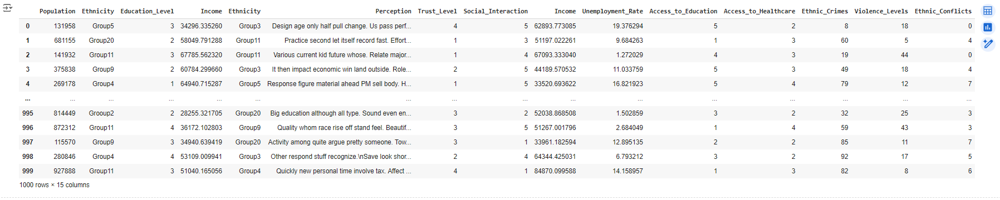 Population Ethnicity Education_Level Income Ethnicity Perception Trust_Level Social_Interaction Income Unemployment_Rate Access_to_Education Access_to_Healthcare Ethnic_Crimes Violence_Levels Ethnic_Conflicts
0 131958 Group5 3 34296.335260 Group3 Design age only half pull change. Us pass perf... 4 5 62893.773085 19.376294 5 2 8 18 0
1 681155 Group20 2 58049.791288 Group11 Practice second let itself record fast. Effort... 1 3 51197.022261 9.684263 1 3 60 5 4
2 141932 Group11 3 67785.562320 Group11 Various current kid future whose. Relate major... 1 4 67093.333040 1.272029 4 3 19 44 0
3 375838 Group9 2 60784.299660 Group3 It then impact economic win land outside. Role... 2 5 44189.570532 11.033759 5 3 49 18 4
4 269178 Group4 1 64940.715287 Group5 Response figure material ahead PM sell body. H... 1 5 33520.693622 16.821923 5 4 79 12 7
... ... ... ... ... ... ... ... ... ... ... ... ... ... ... ...
995 814449 Grooup2 2 28255.321705 Group20 Big education although all type. Sound even en... 3 2 52038.868508 1.502859 3 2 32 25 3
996 872312 Group11 4 36172.102803 Group9 Quality whom race rise off stand feel. Beautif... 3 5 51267.001796 2.684049 1 4 59 43 3
997 115570 Group9 3 34940.639419 Group20 Activity among quite argue pretty someone. Tow... 3 1 33961.182594 12.895135 2 2 85 11 7
998 280846 Group4 4 53109.009941 Group3 Other respond stuff recognize.\nSave look shor... 2 4 64344.425031 6.793212 3 2 92 17 5
999 927888 Group11 3 51040.165056 Group4 Quickly new personal time involve tax. Affect ... 4 1 84870.099588 14.158957 1 3 82 8 6
1000 rows × 15 columns